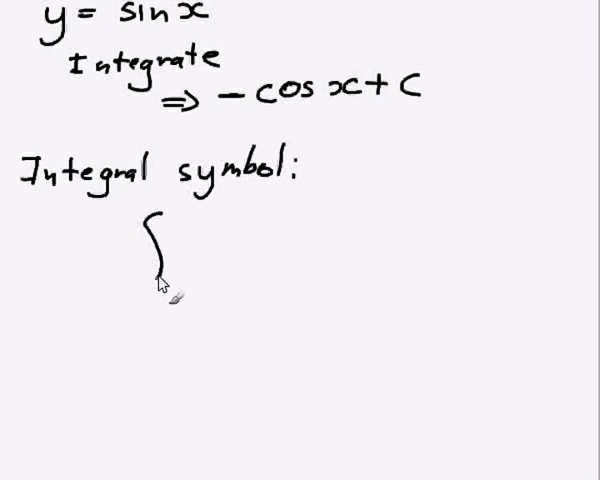 y = sin x
Integrate
⇒ - cos x + C
Integral symbol:
∫